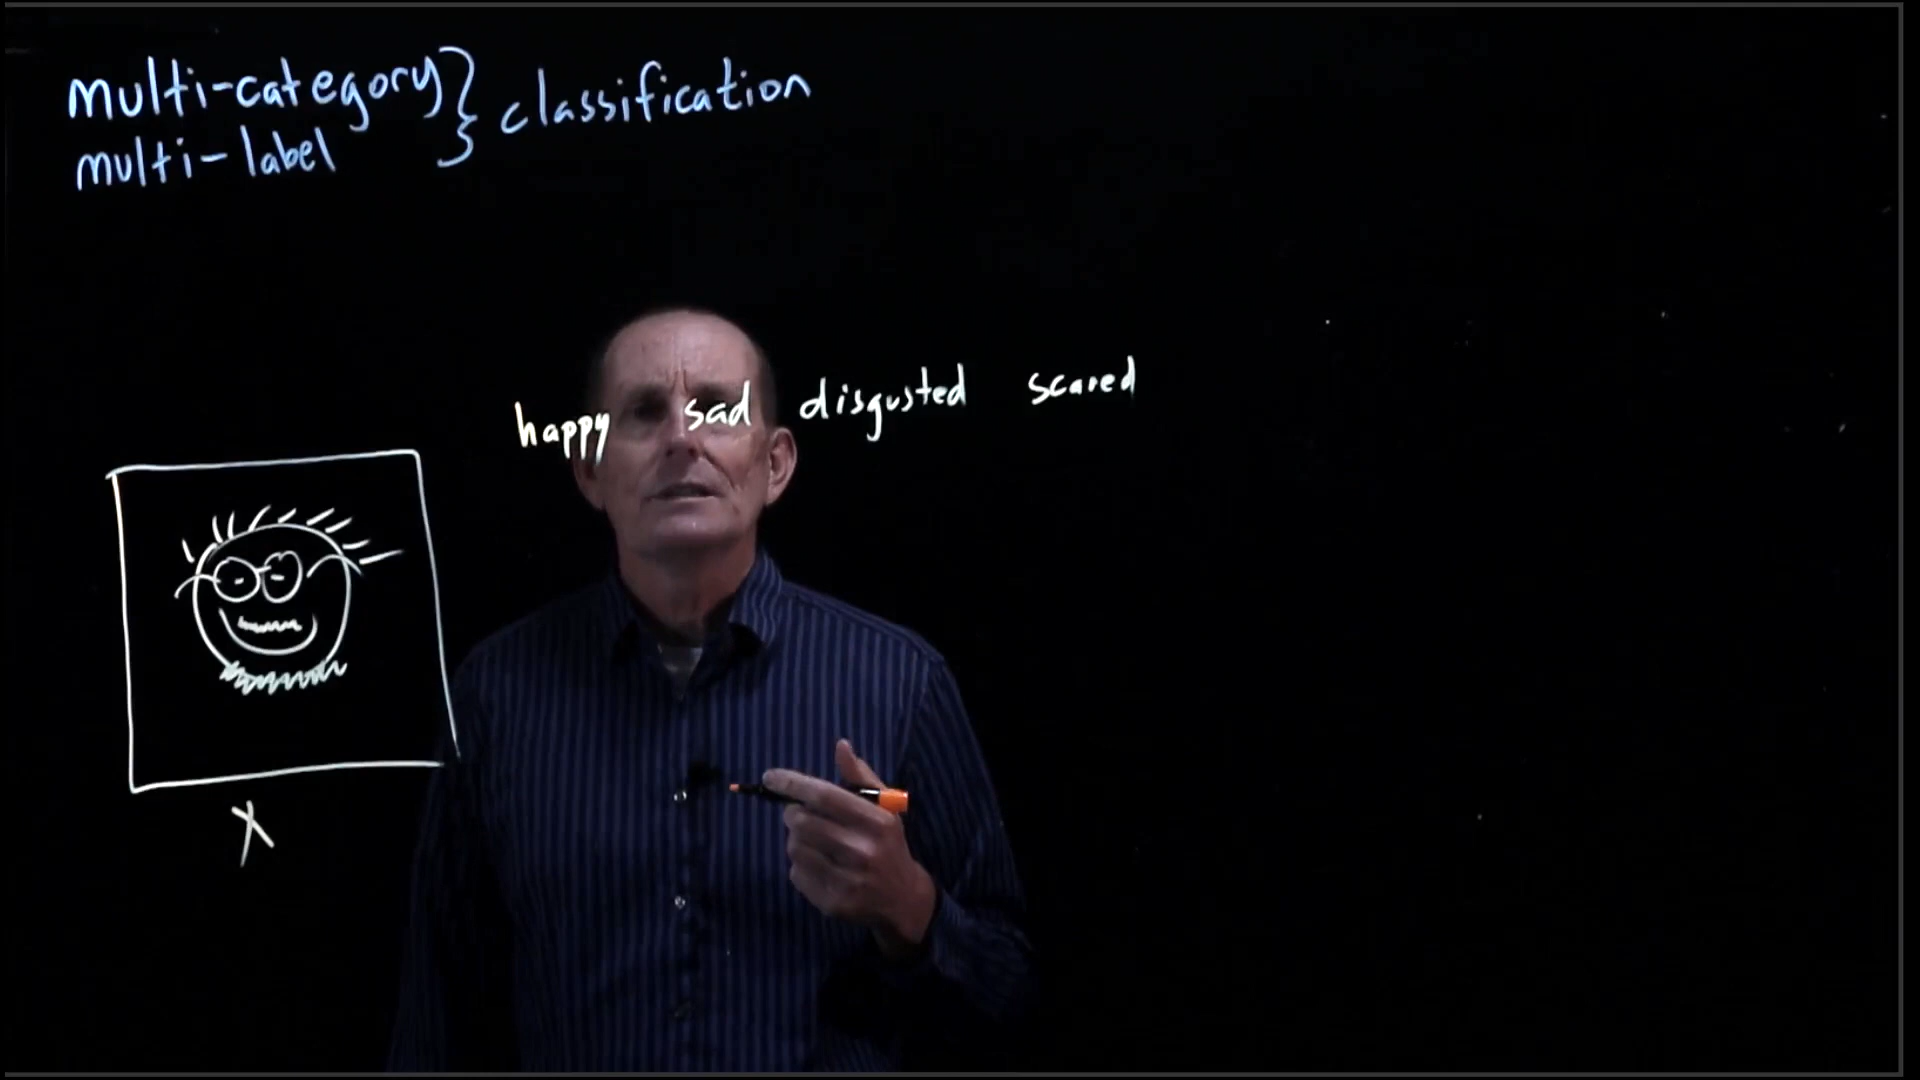 multi-category } classification
multi-label
happy sad disgusted scared
X